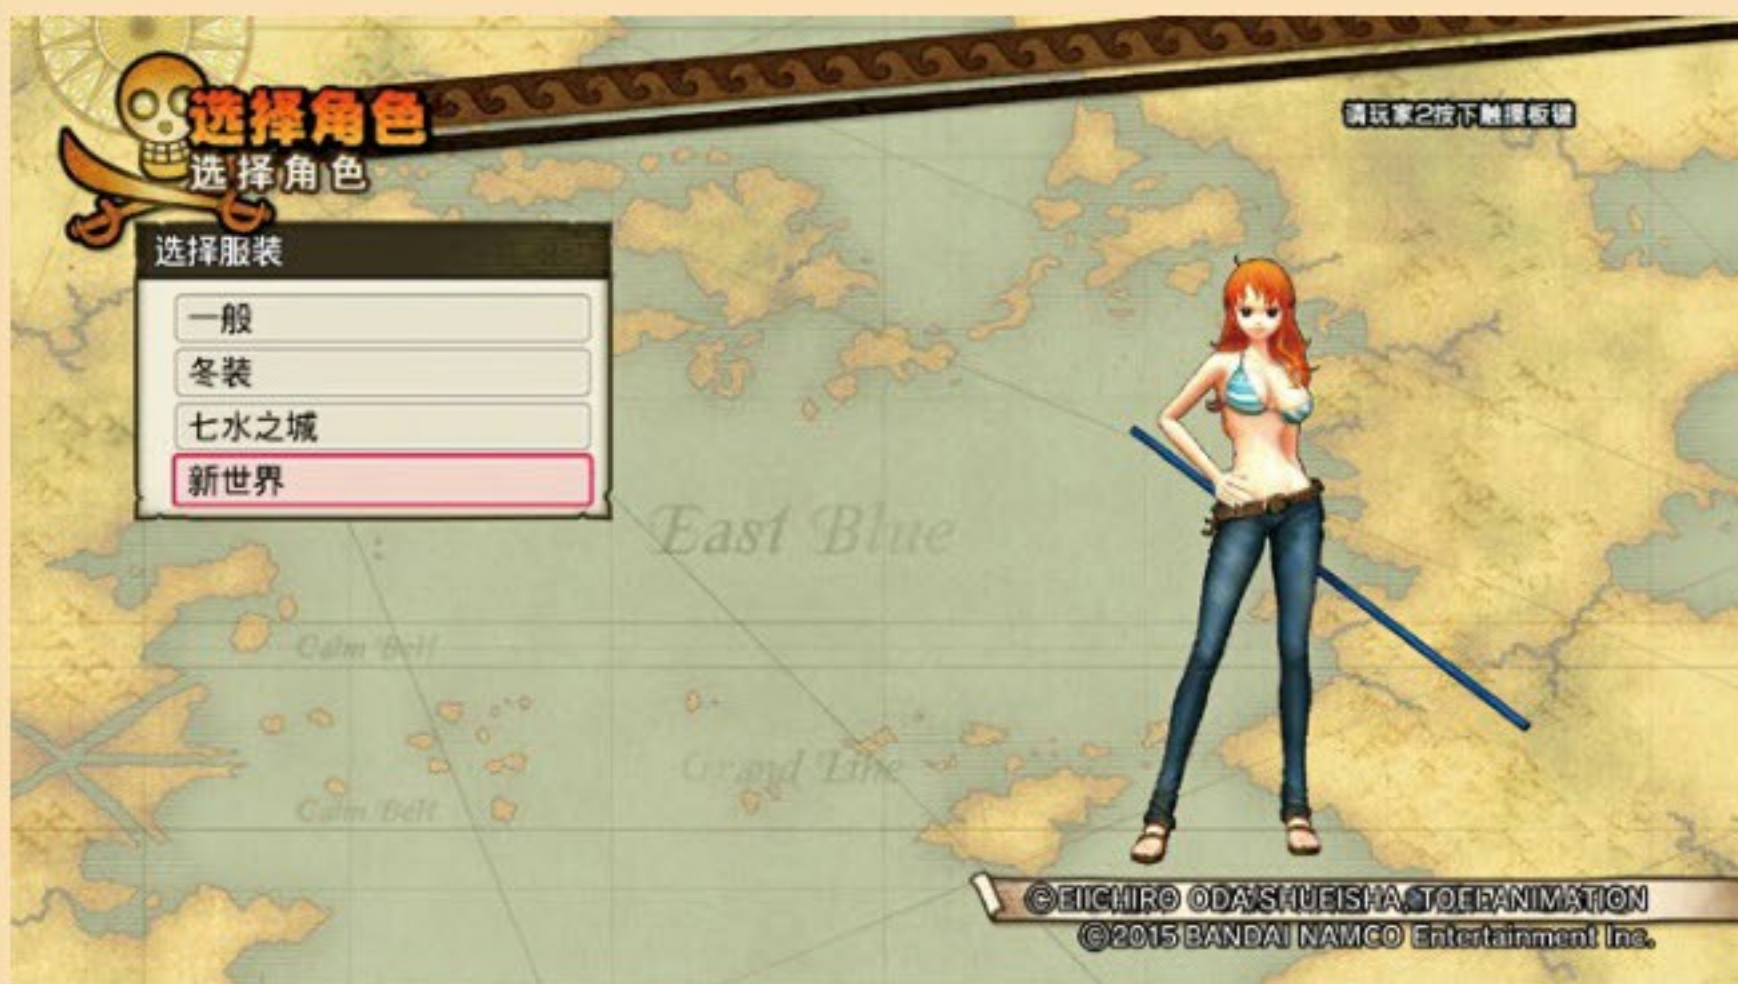 选择角色
选择角色
请玩家2按下触摸板键
选择服装
一般
冬装
七水之城
新世界
East Blue
Calm Belt
Grand Line
Calm Belt
©EIICHIRO ODA/SHUEISHA, TOEI ANIMATION
©2015 BANDAI NAMCO Entertainment Inc.